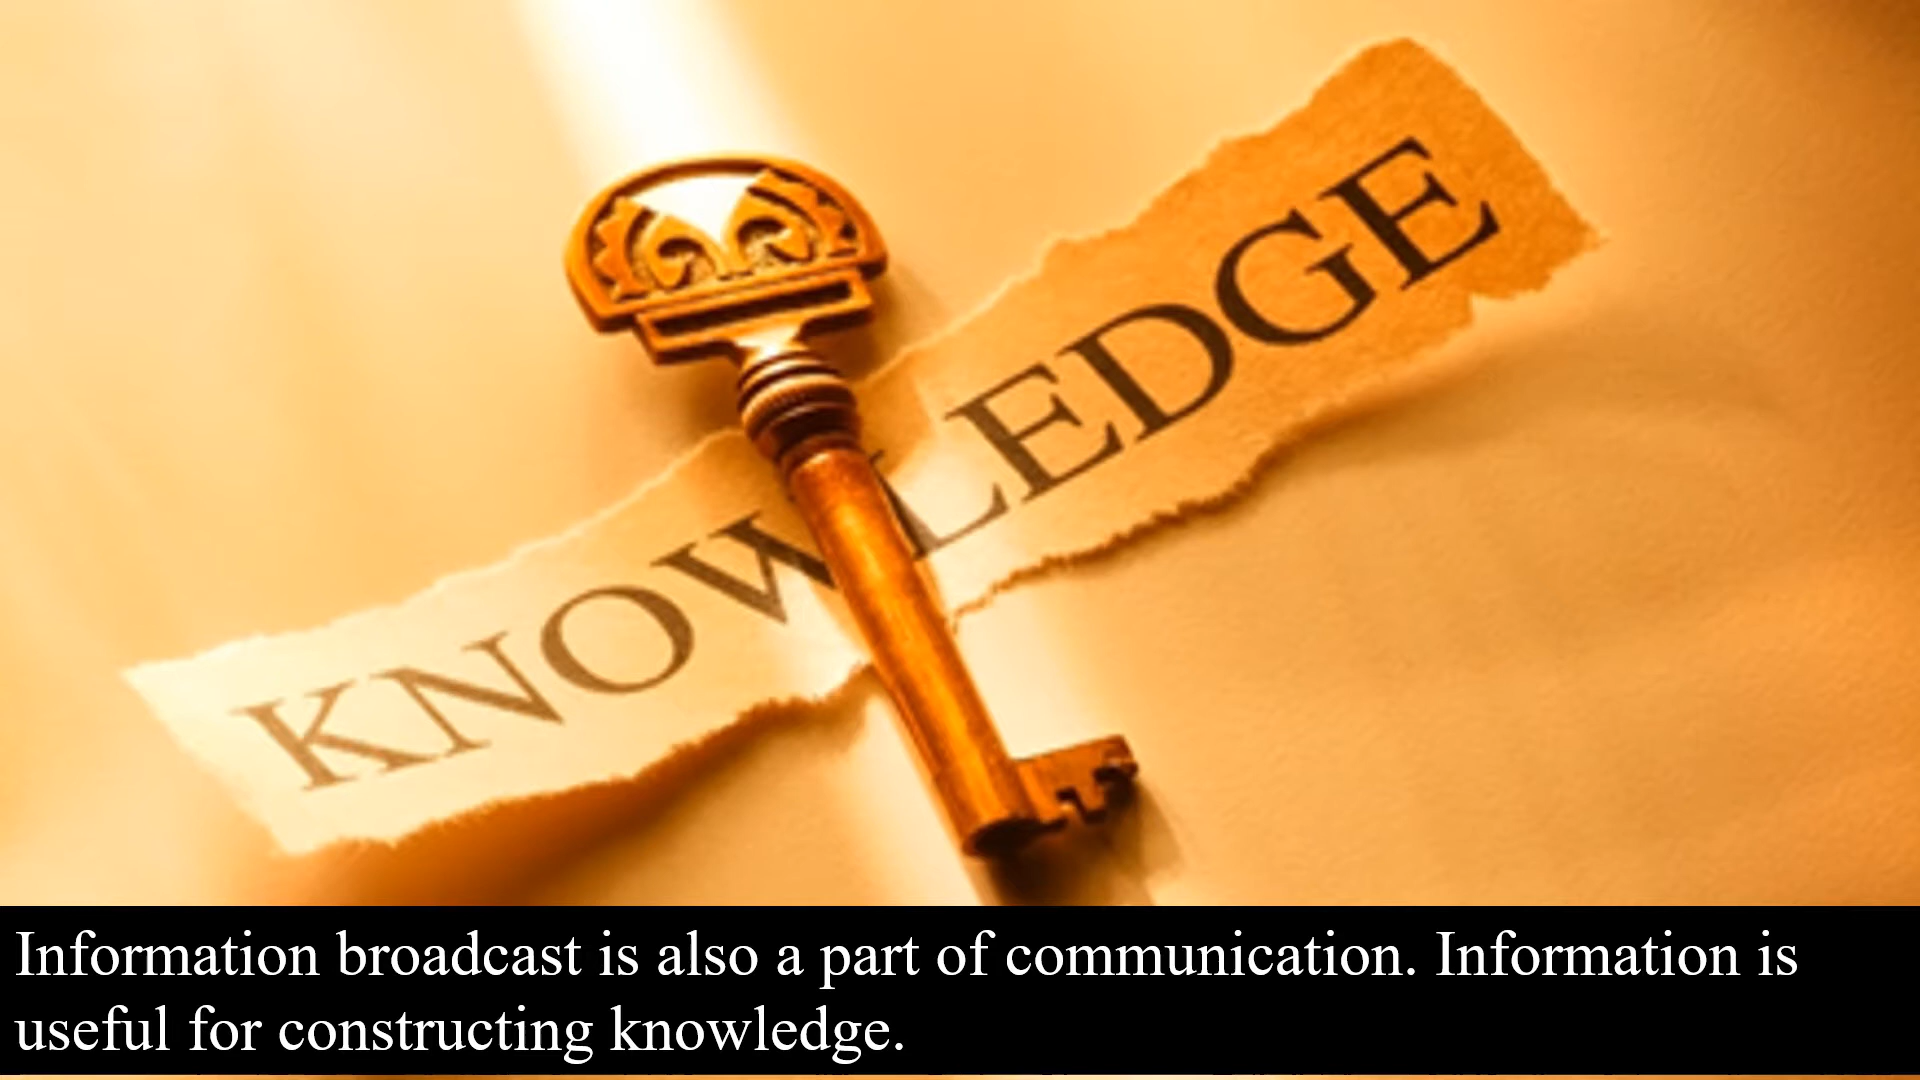 KNOWLEDGE
Information broadcast is also a part of communication. Information is
useful for constructing knowledge.